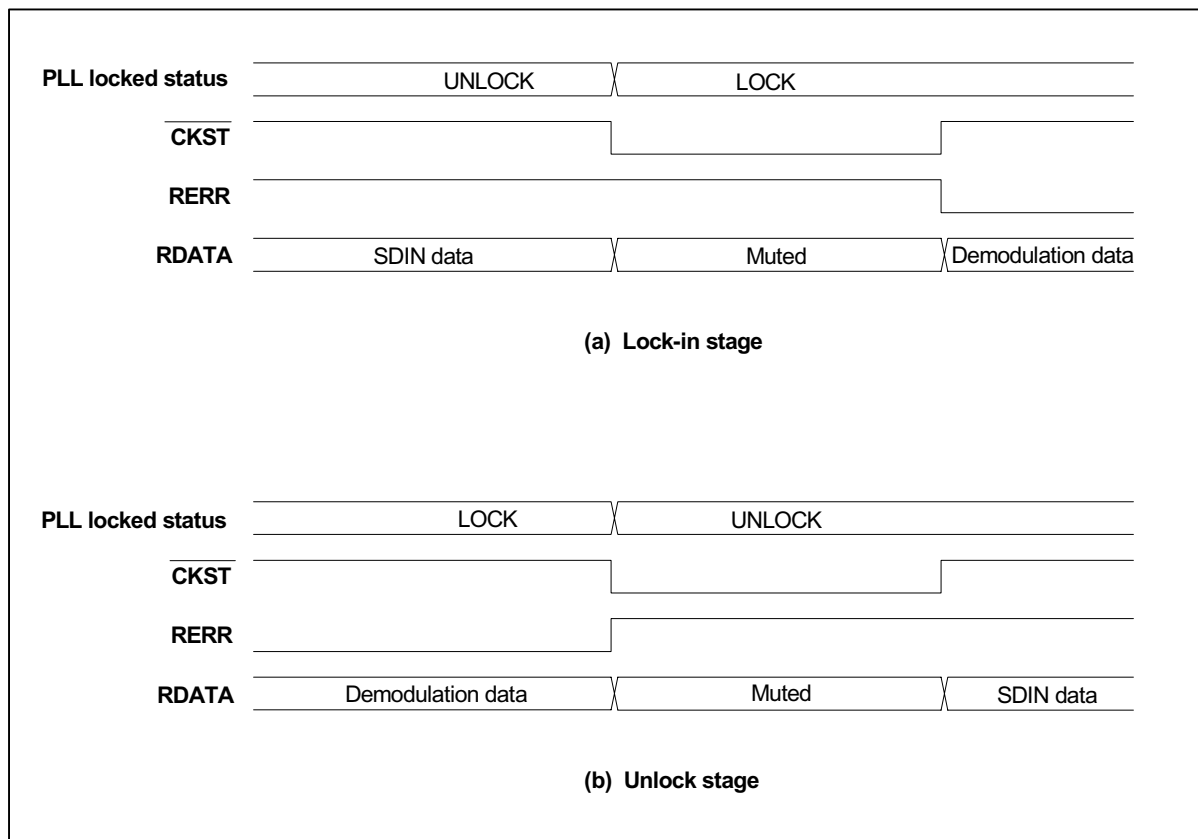 PLL locked status UNLOCK LOCK
CKST
RERR
RDATA SDIN data Muted Demodulation data
(a) Lock-in stage
PLL locked status LOCK UNLOCK
CKST
RERR
RDATA Demodulation data Muted SDIN data
(b) Unlock stage